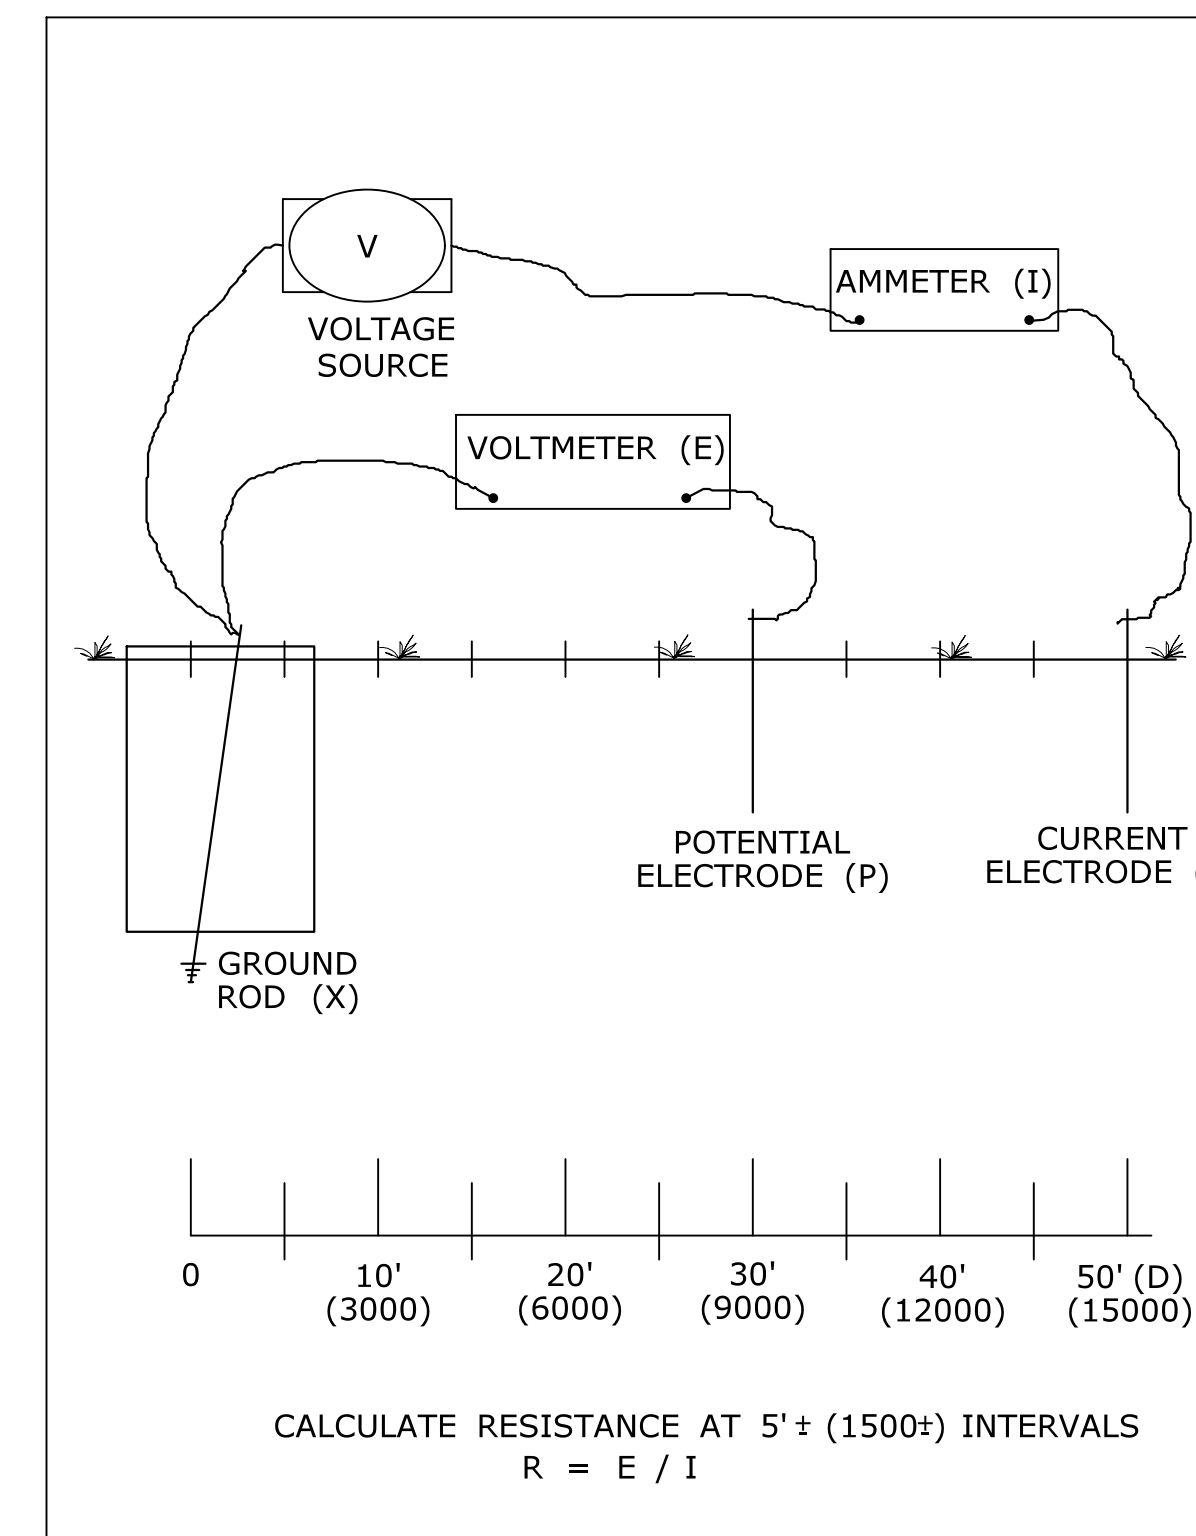 V
VOLTAGE
SOURCE
AMMETER (I)
VOLTMETER (E)
POTENTIAL
ELECTRODE (P)
CURRENT
ELECTRODE
GROUND
ROD (X)
0
10'
(3000)
20'
(6000)
30'
(9000)
40'
(12000)
50' (D)
(15000)
CALCULATE RESISTANCE AT 5'± (1500±) INTERVALS
R = E / I